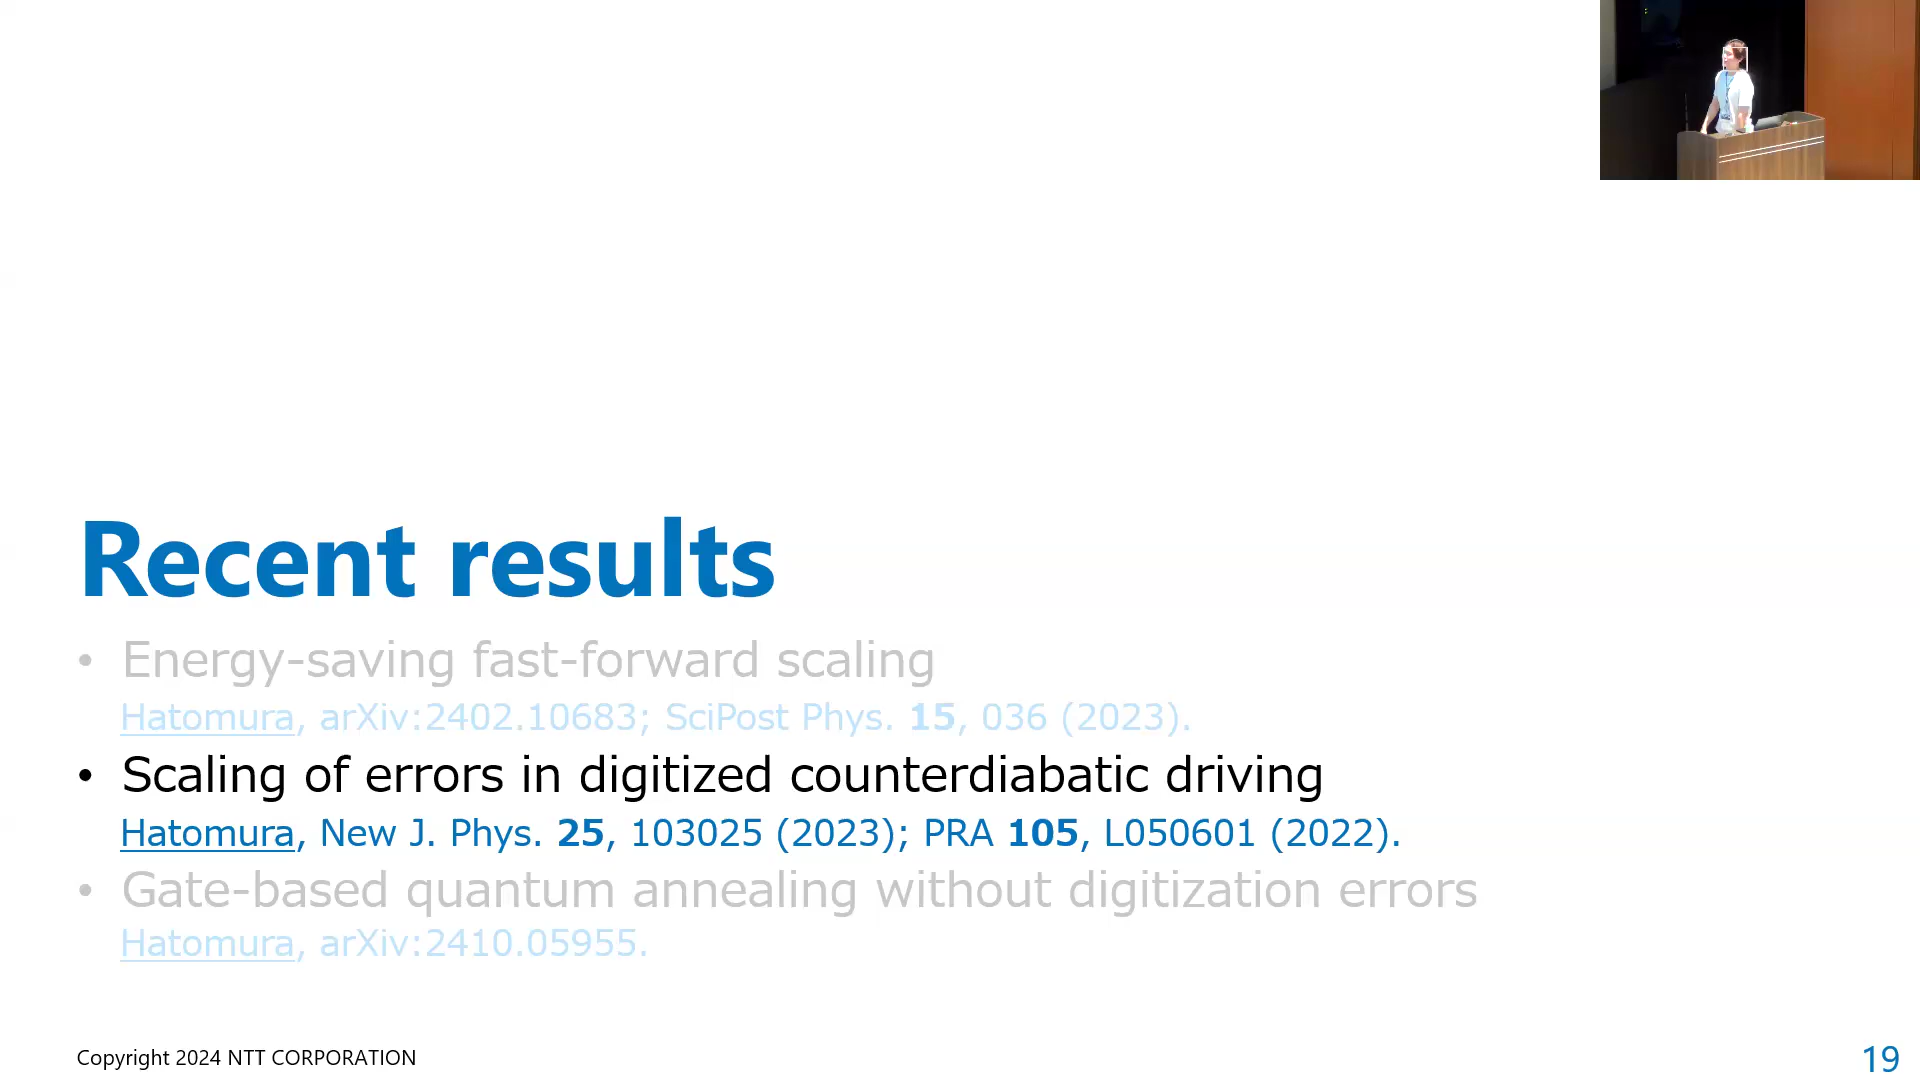 Recent results
• Energy-saving fast-forward scaling
Hatomura, arXiv:2402.10683; SciPost Phys. 15, 036 (2023).
• Scaling of errors in digitized counterdiabatic driving
Hatomura, New J. Phys. 25, 103025 (2023); PRA 105, L050601 (2022).
• Gate-based quantum annealing without digitization errors
Hatomura, arXiv:2410.05955.
Copyright 2024 NTT CORPORATION
19